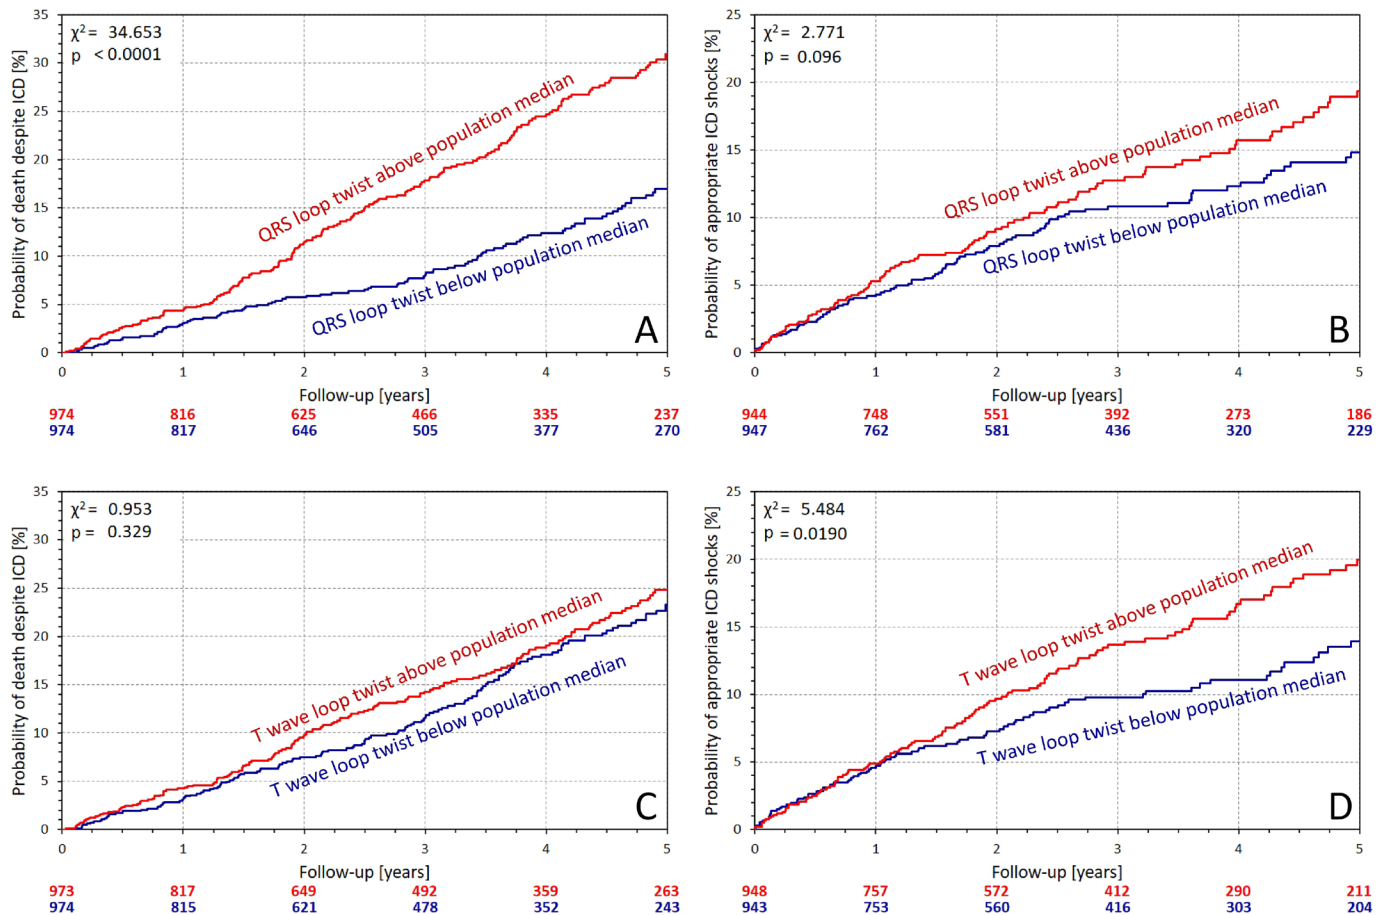 χ² = 34.653
p < 0.0001
Probability of death despite ICD [%]
35
30
25
20
15
10
5
0
QRS loop twist above population median
QRS loop twist below population median
A
0 1 2 3 4 5
Follow-up [years]
974 816 625 466 335 237
974 817 646 505 377 270
χ² = 2.771
p = 0.096
Probability of appropriate ICD shocks [%]
25
20
15
10
5
0
QRS loop twist above population median
QRS loop twist below population median
B
0 1 2 3 4 5
Follow-up [years]
944 748 551 392 273 186
947 762 581 436 320 229
χ² = 0.953
p = 0.329
Probability of death despite ICD [%]
35
30
25
20
15
10
5
0
T wave loop twist above population median
T wave loop twist below population median
C
0 1 2 3 4 5
Follow-up [years]
973 817 649 492 359 263
974 815 621 478 352 243
χ² = 5.484
p = 0.0190
Probability of appropriate ICD shocks [%]
25
20
15
10
5
0
T wave loop twist above population median
T wave loop twist below population median
D
0 1 2 3 4 5
Follow-up [years]
948 757 572 412 290 211
943 753 560 416 303 204